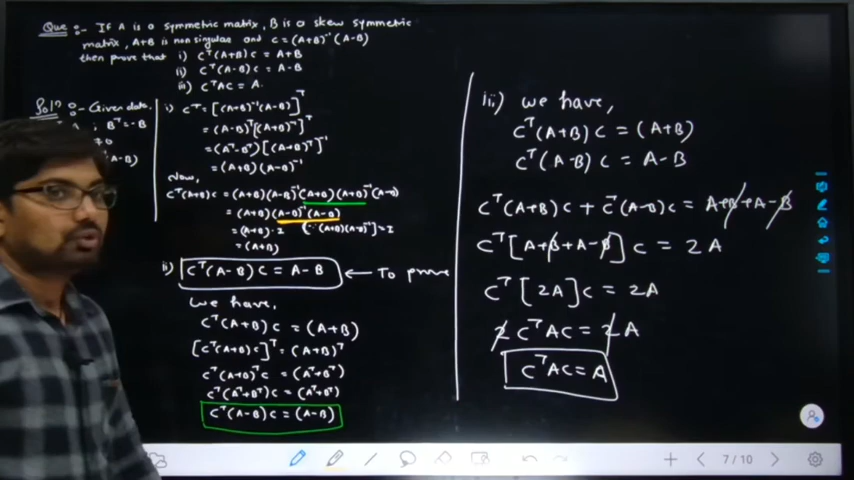 Que :- If A is a symmetric matrix, B is a skew symmetric
matrix, A+B is non singular and C=(A+B)⁻¹(A-B)
then prove that i) Cᵀ(A+B)C = A+B
ii) Cᵀ(A-B)C = A-B
iii) CᵀAC = A.
Solⁿ :- Given data.
; Bᵀ=-B
≠0
A-B)
i) Cᵀ = [(A+B)⁻¹(A-B)]ᵀ
= (A-B)ᵀ[(A+B)⁻¹]ᵀ
= (Aᵀ-Bᵀ)[(A+B)ᵀ]⁻¹
= (A+B)(A-B)⁻¹
Now,
Cᵀ(A+B)C = (A+B)(A-B)⁻¹(A+B)(A+B)⁻¹(A-B)
= (A+B)(A-B)⁻¹(A-B)
= (A+B)·I (∵(A+B)(A+B)⁻¹]=I
= (A+B)
ii) Cᵀ(A-B)C = A-B ← To prove
we have,
Cᵀ(A+B)C = (A+B)
[Cᵀ(A+B)C]ᵀ = (A+B)ᵀ
Cᵀ(A+B)ᵀC = (Aᵀ+Bᵀ)
Cᵀ(Aᵀ+Bᵀ)C = (Aᵀ+Bᵀ)
Cᵀ(A-B)C = (A-B)
iii) we have,
Cᵀ(A+B)C = (A+B)
Cᵀ(A-B)C = A-B
Cᵀ(A+B)C + Cᵀ(A-B)C = A+B+A-B
Cᵀ[A+B+A-B]C = 2A
Cᵀ[2A]C = 2A
2CᵀAC = 2A
CᵀAC = A
7/10